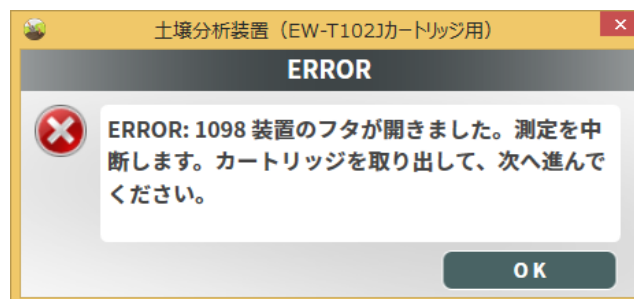 土壌分析装置（EW-T102Jカートリッジ用）
ERROR
ERROR: 1098 装置のフタが開きました。測定を中
断します。カートリッジを取り出して、次へ進んで
ください。
OK